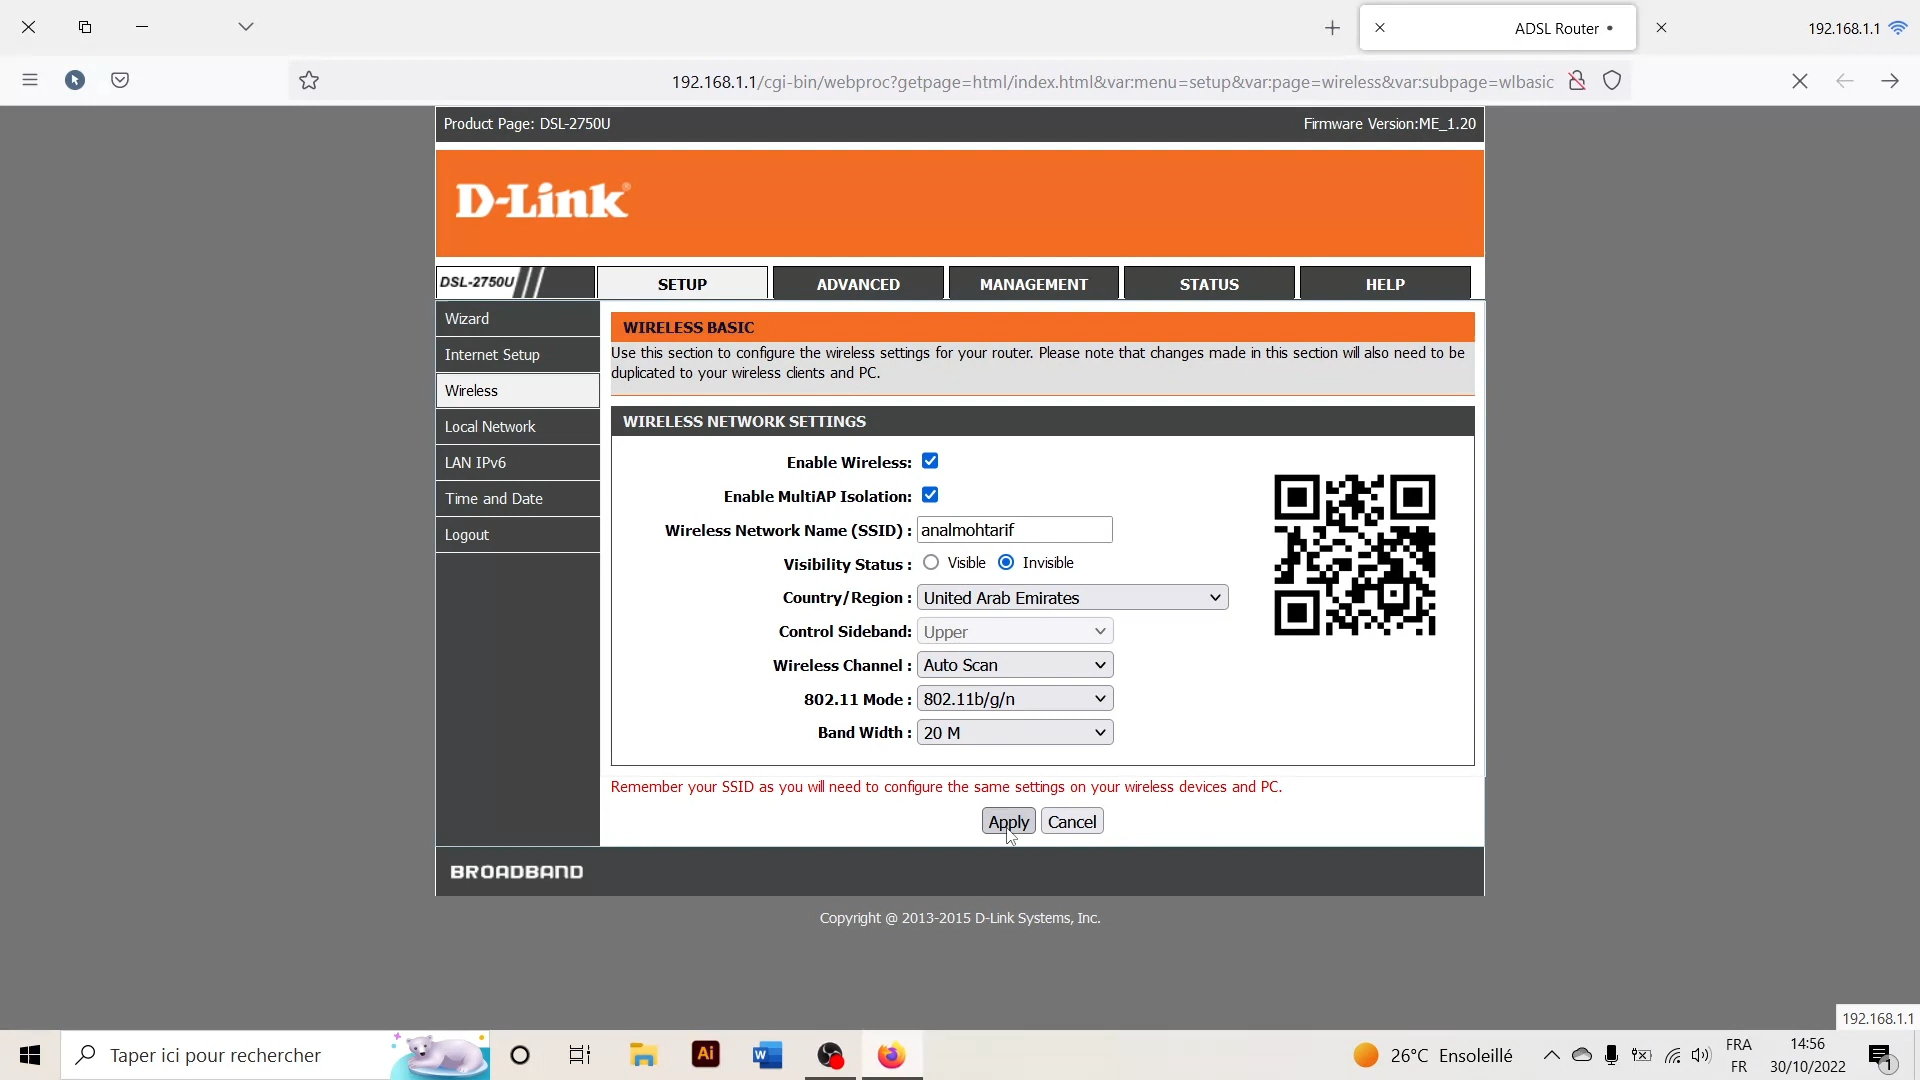 ADSL Router •
192.168.1.1
192.168.1.1/cgi-bin/webproc?getpage=html/index.html&var:menu=setup&var:page=wireless&var:subpage=wlbasic
Product Page: DSL-2750U
Firmware Version:ME_1.20
D-Link®
DSL-2750U
SETUP
ADVANCED
MANAGEMENT
STATUS
HELP
Wizard
Internet Setup
Wireless
Local Network
LAN IPv6
Time and Date
Logout
WIRELESS BASIC
Use this section to configure the wireless settings for your router. Please note that changes made in this section will also need to be
duplicated to your wireless clients and PC.
WIRELESS NETWORK SETTINGS
Enable Wireless:
Enable MultiAP Isolation:
Wireless Network Name (SSID) : analmohtarif
Visibility Status : Visible Invisible
Country/Region : United Arab Emirates
Control Sideband: Upper
Wireless Channel : Auto Scan
802.11 Mode : 802.11b/g/n
Band Width : 20 M
Remember your SSID as you will need to configure the same settings on your wireless devices and PC.
Apply Cancel
BROADBAND
Copyright @ 2013-2015 D-Link Systems, Inc.
192.168.1.1
Taper ici pour rechercher
Ai
W
26°C Ensoleillé
FRA
FR
14:56
30/10/2022
1